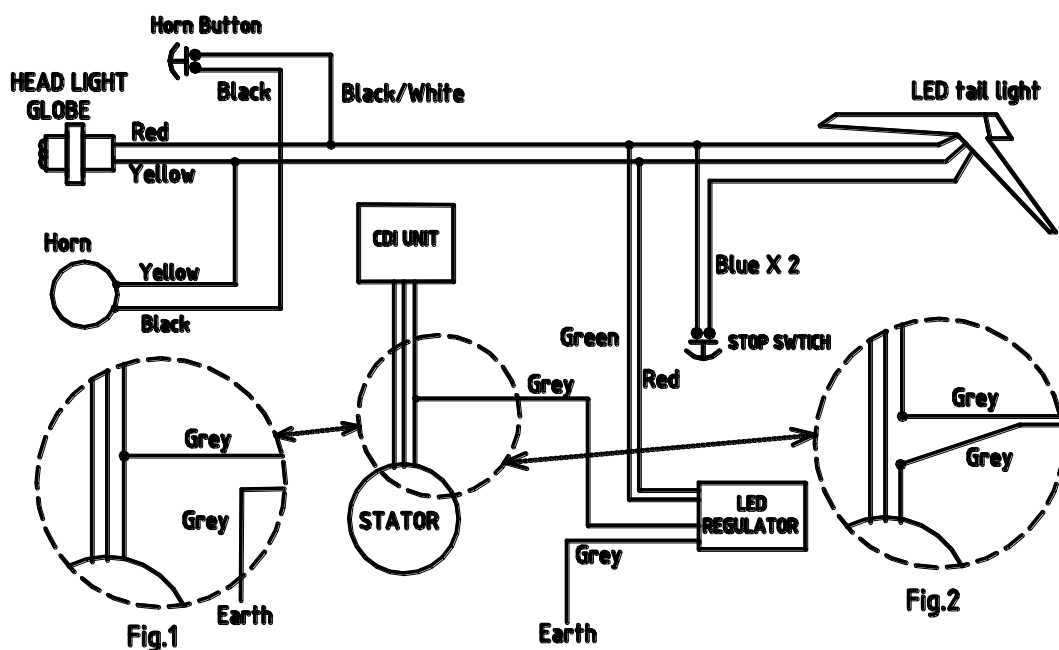 Horn Button
HEAD LIGHT
GLOBE
Black
Black/White
LED tail light
Red
Yellow
CDI UNIT
Horn
Yellow
Black
Blue X 2
Green
STOP SWTICH
Red
Grey
Grey
Grey
Grey
Grey
STATOR
LED
REGULATOR
Grey
Earth
Earth
Fig.1
Fig.2